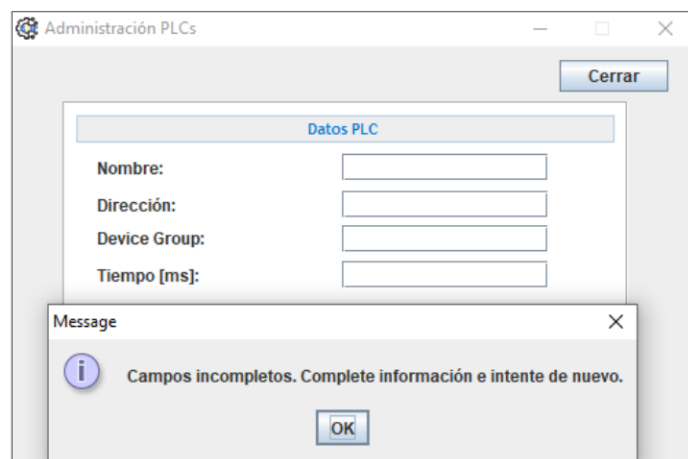 Administración PLCs
Cerrar
Datos PLC
Nombre:
Dirección:
Device Group:
Tiempo [ms]:
Message
Campos incompletos. Complete información e intente de nuevo.
OK